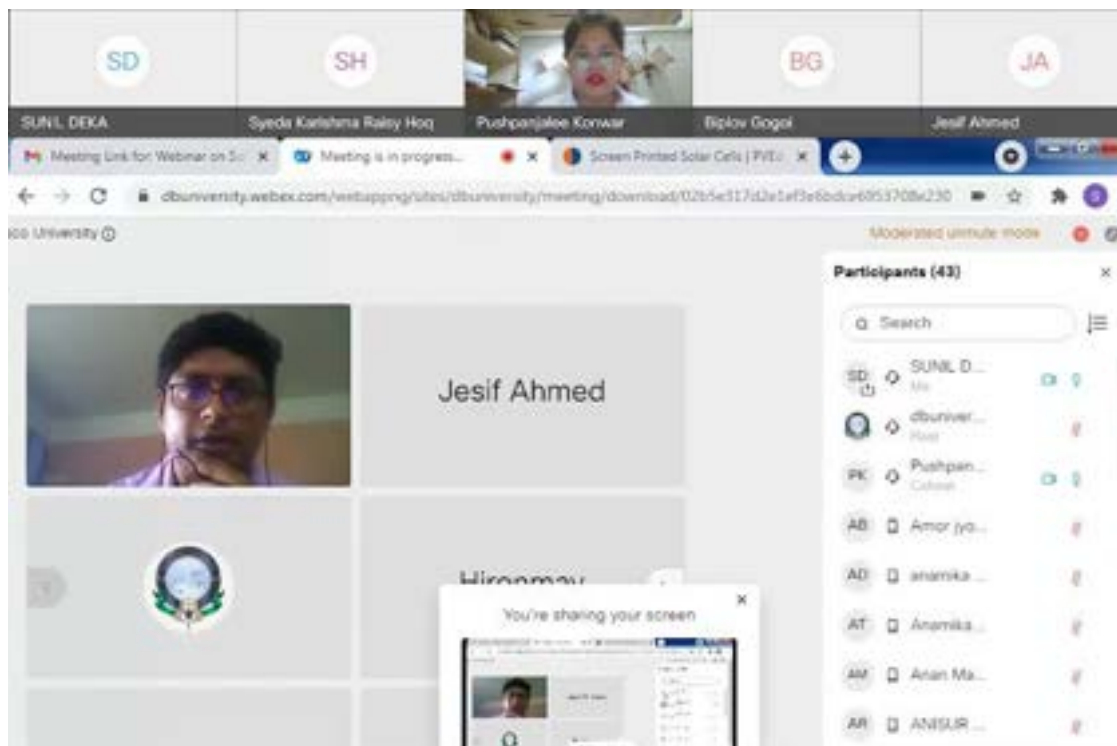 SD
SH
BG
JA
SUNIL DEKA
Syeda Karishma Raisy Hoq
Pushpanjalee Konwar
Biplov Gogoi
Jesif Ahmed
Meeting Link for: Webinar on S
Meeting is in progress...
Screen Printed Solar Cells | PVE
dbuniversity.webex.com/webappng/sites/dbuniversity/meeting/download/
sco University
Moderated unmute mode
Participants (43)
Search
Jesif Ahmed
SD
SUNIL D...
Me
dbuniver...
Host
PK
Pushpan...
Cohost
AB
Amor jyo...
Hironmay
AD
anamika ...
You're sharing your screen
AT
Anamika...
AM
Anan Ma...
AR
ANISUR ...